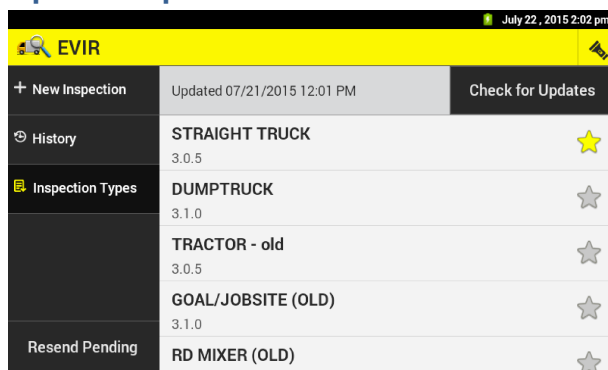 July 22 , 2015 2:02 pm
EVIR
New Inspection
Updated 07/21/2015 12:01 PM
Check for Updates
History
STRAIGHT TRUCK
3.0.5
Inspection Types
DUMPTRUCK
3.1.0
TRACTOR - old
3.0.5
GOAL/JOBSITE (OLD)
3.1.0
Resend Pending
RD MIXER (OLD)